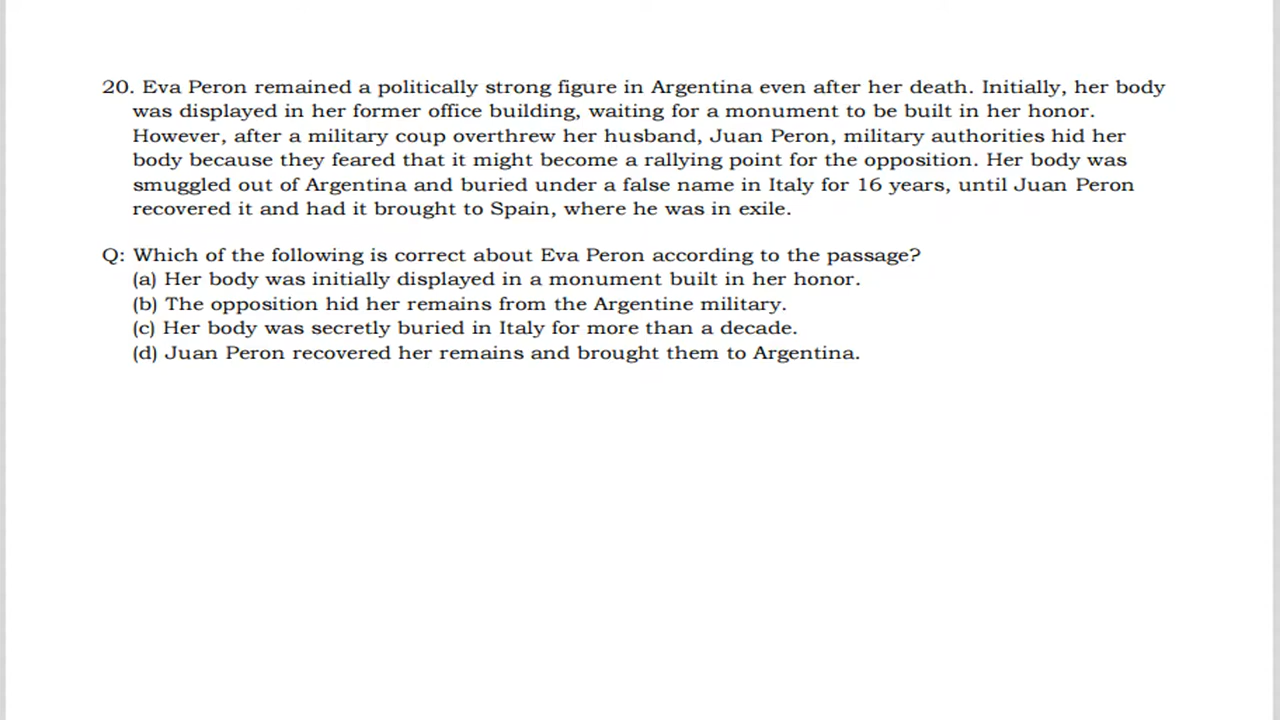 20. Eva Peron remained a politically strong figure in Argentina even after her death. Initially, her body
was displayed in her former office building, waiting for a monument to be built in her honor.
However, after a military coup overthrew her husband, Juan Peron, military authorities hid her
body because they feared that it might become a rallying point for the opposition. Her body was
smuggled out of Argentina and buried under a false name in Italy for 16 years, until Juan Peron
recovered it and had it brought to Spain, where he was in exile.
Q: Which of the following is correct about Eva Peron according to the passage?
(a) Her body was initially displayed in a monument built in her honor.
(b) The opposition hid her remains from the Argentine military.
(c) Her body was secretly buried in Italy for more than a decade.
(d) Juan Peron recovered her remains and brought them to Argentina.